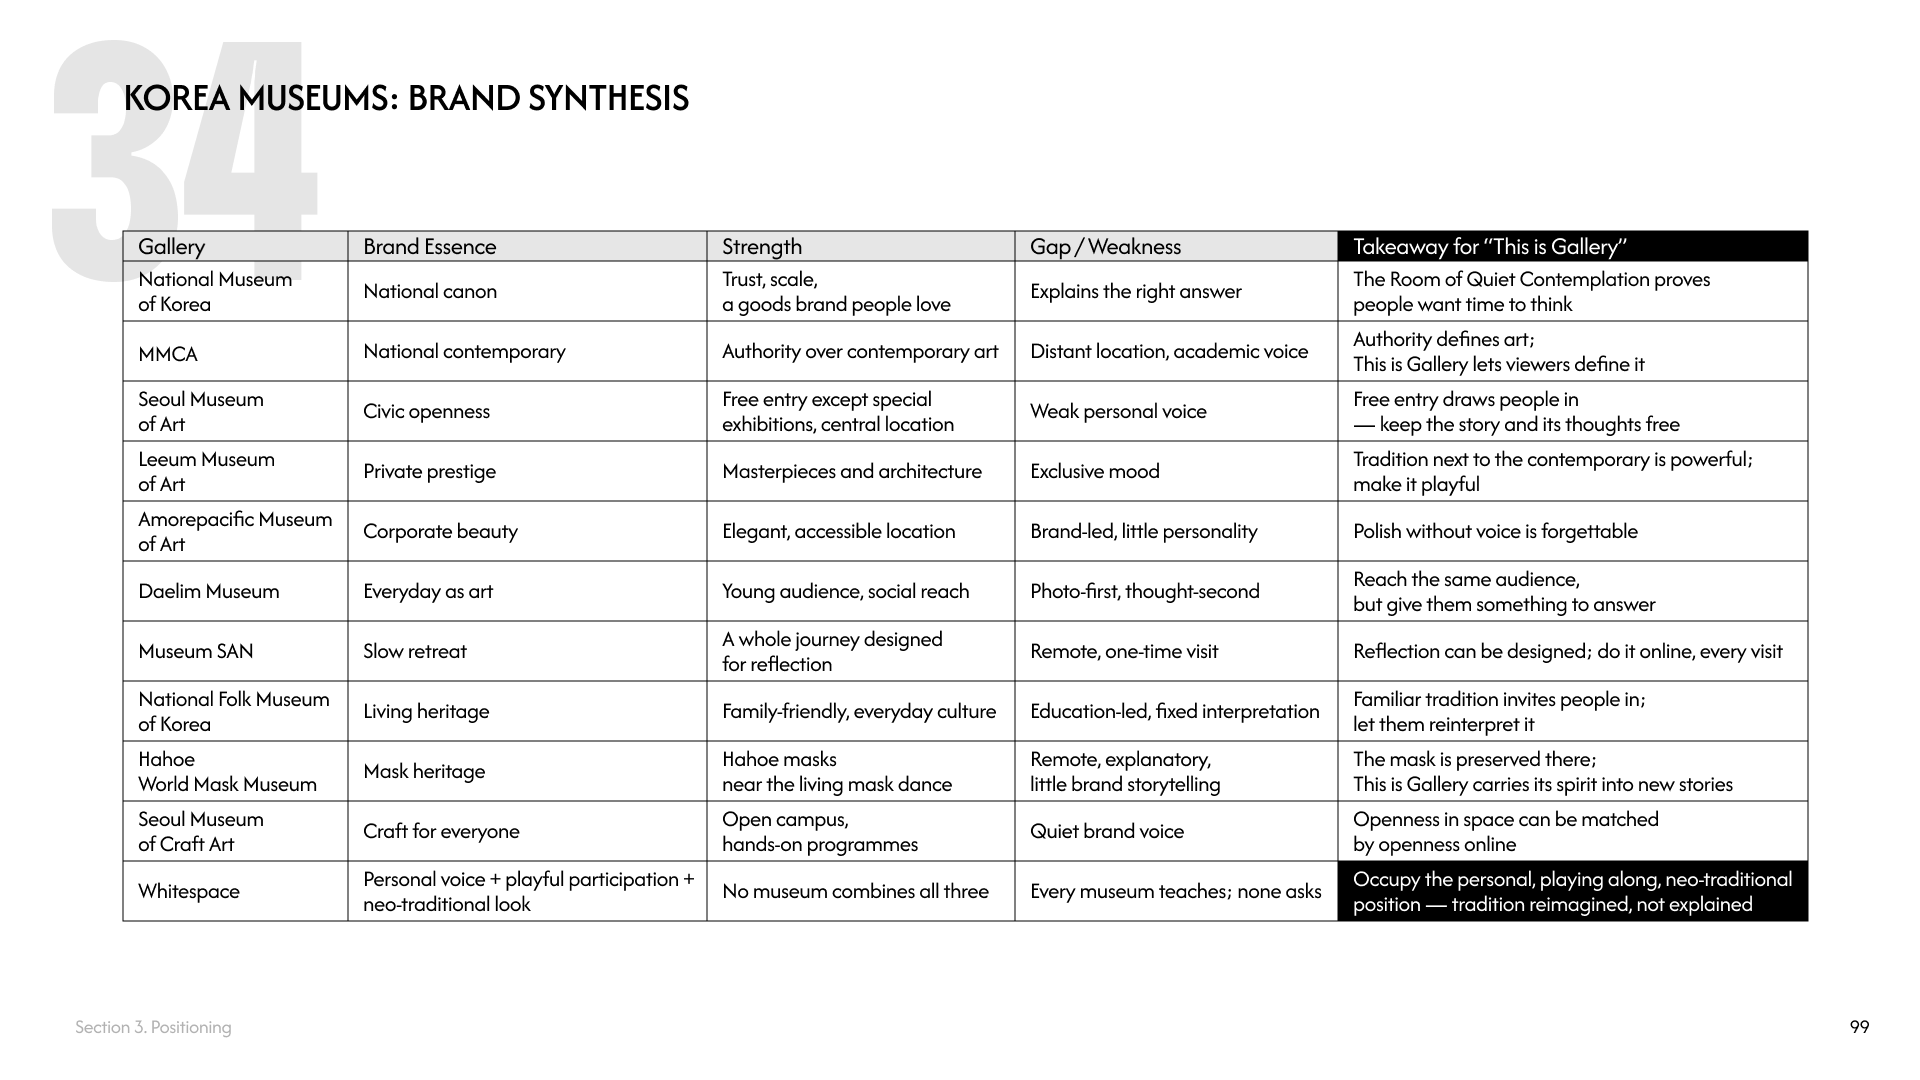 34
KOREA MUSEUMS: BRAND SYNTHESIS
Gallery
Brand Essence
Strength
Gap / Weakness
Takeaway for “This is Gallery”
National Museum
of Korea
National canon
Trust, scale,
a goods brand people love
Explains the right answer
The Room of Quiet Contemplation proves
people want time to think
MMCA
National contemporary
Authority over contemporary art
Distant location, academic voice
Authority defines art;
This is Gallery lets viewers define it
Seoul Museum
of Art
Civic openness
Free entry except special
exhibitions, central location
Weak personal voice
Free entry draws people in
— keep the story and its thoughts free
Leeum Museum
of Art
Private prestige
Masterpieces and architecture
Exclusive mood
Tradition next to the contemporary is powerful;
make it playful
Amorepacific Museum
of Art
Corporate beauty
Elegant, accessible location
Brand-led, little personality
Polish without voice is forgettable
Daelim Museum
Everyday as art
Young audience, social reach
Photo-first, thought-second
Reach the same audience,
but give them something to answer
Museum SAN
Slow retreat
A whole journey designed
for reflection
Remote, one-time visit
Reflection can be designed; do it online, every visit
National Folk Museum
of Korea
Living heritage
Family-friendly, everyday culture
Education-led, fixed interpretation
Familiar tradition invites people in;
let them reinterpret it
Hahoe
World Mask Museum
Mask heritage
Hahoe masks
near the living mask dance
Remote, explanatory,
little brand storytelling
The mask is preserved there;
This is Gallery carries its spirit into new stories
Seoul Museum
of Craft Art
Craft for everyone
Open campus,
hands-on programmes
Quiet brand voice
Openness in space can be matched
by openness online
Whitespace
Personal voice + playful participation +
neo-traditional look
No museum combines all three
Every museum teaches; none asks
Occupy the personal, playing along, neo-traditional
position — tradition reimagined, not explained
Section 3. Positioning
99